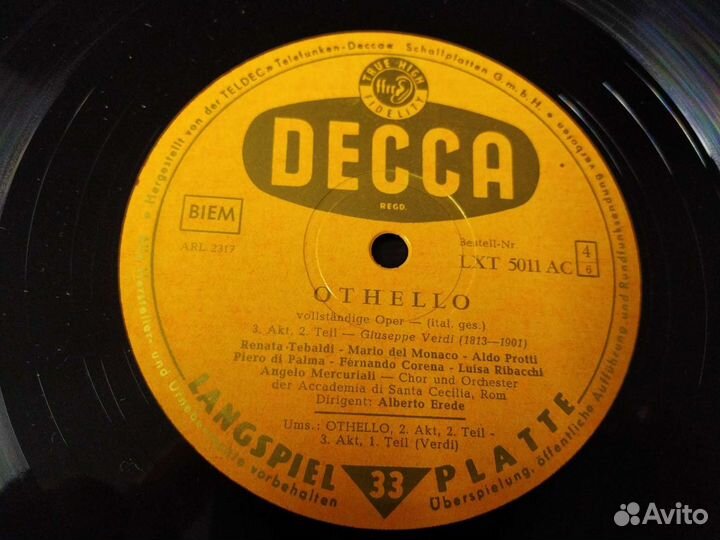 » Hergestellt von der TELDEC » Telefunken-Decca « Schallplatten G.m.b.H. «
TRUE HIGH
ffrr
FIDELITY
DECCA
REGD.
BIEM
ARL 2317
Bestell-Nr
LXT 5011 AC
4
6
OTHELLO
vollständige Oper — (ital. ges.)
3. Akt, 2. Teil — Giuseppe Verdi (1813—1901)
Renata Tebaldi - Mario del Monaco - Aldo Protti
Piero di Palma - Fernando Corena - Luisa Ribacchi
Angelo Mercuriali — Chor und Orchester
der Accademia di Santa Cecilia, Rom
Dirigent: Alberto Erede
Ums.: OTHELLO, 2. Akt, 2. Teil -
3. Akt, 1. Teil (Verdi)
LANGSPIEL 33 PLATTE
Alle Hersteller- und Urheberrechte vorbehalten
Überspielung, öffentliche Aufführung und Rundfunksendung verboten
Avito